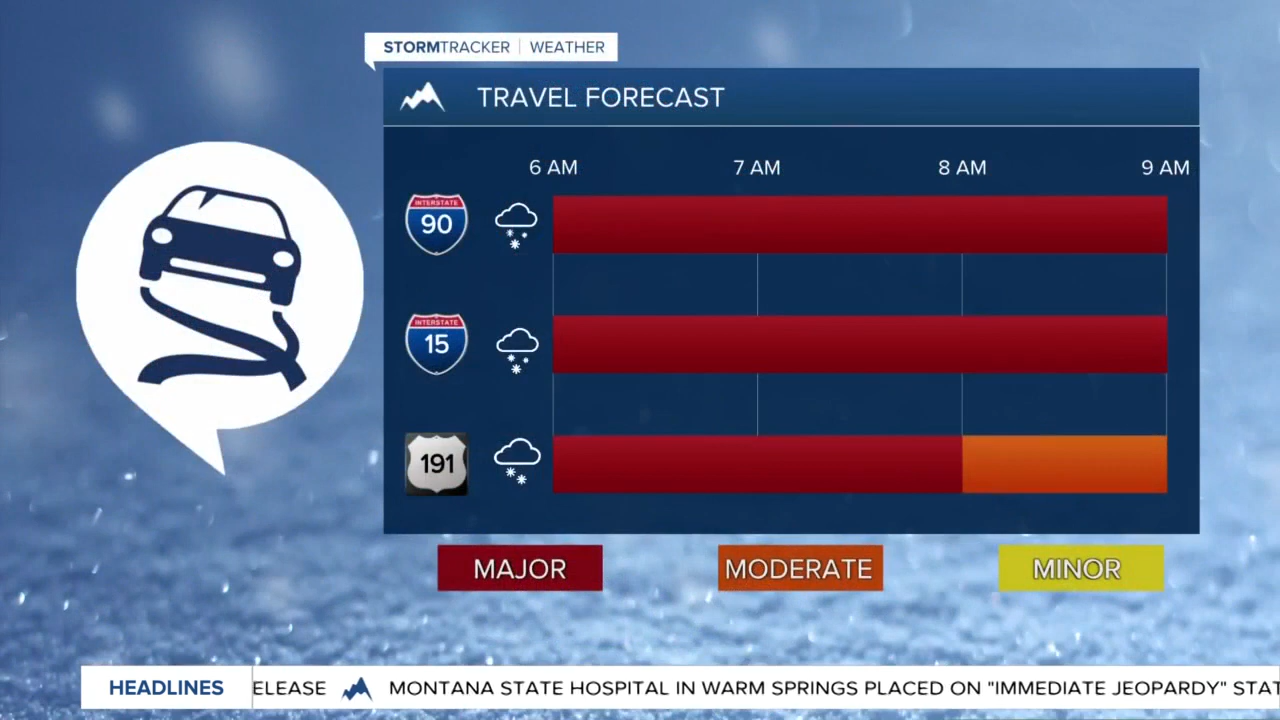 STORMTRACKER | WEATHER
TRAVEL FORECAST
6 AM 7 AM 8 AM 9 AM
INTERSTATE
90
INTERSTATE
15
191
MAJOR MODERATE MINOR
HEADLINES ELEASE MONTANA STATE HOSPITAL IN WARM SPRINGS PLACED ON "IMMEDIATE JEOPARDY" STAT